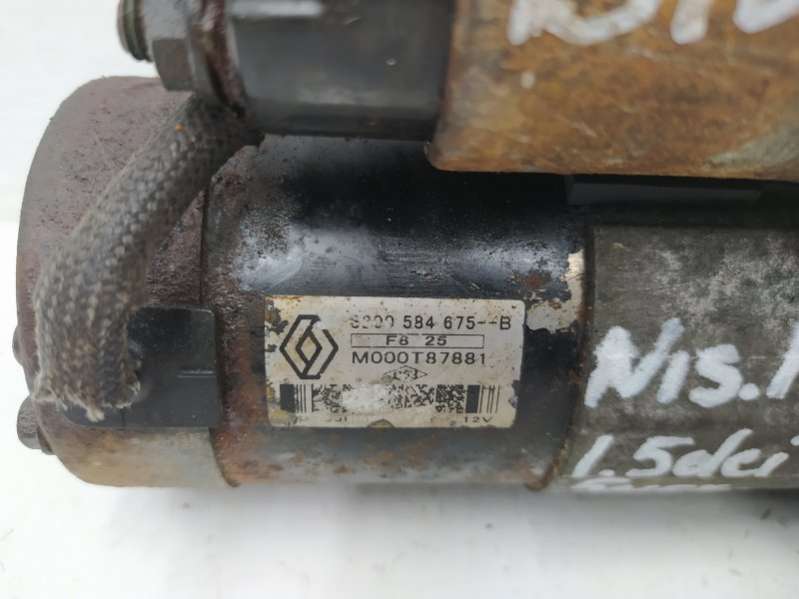 8200 584 675--B
F8 25
M000T87881
12V
NIS.
1.5dci